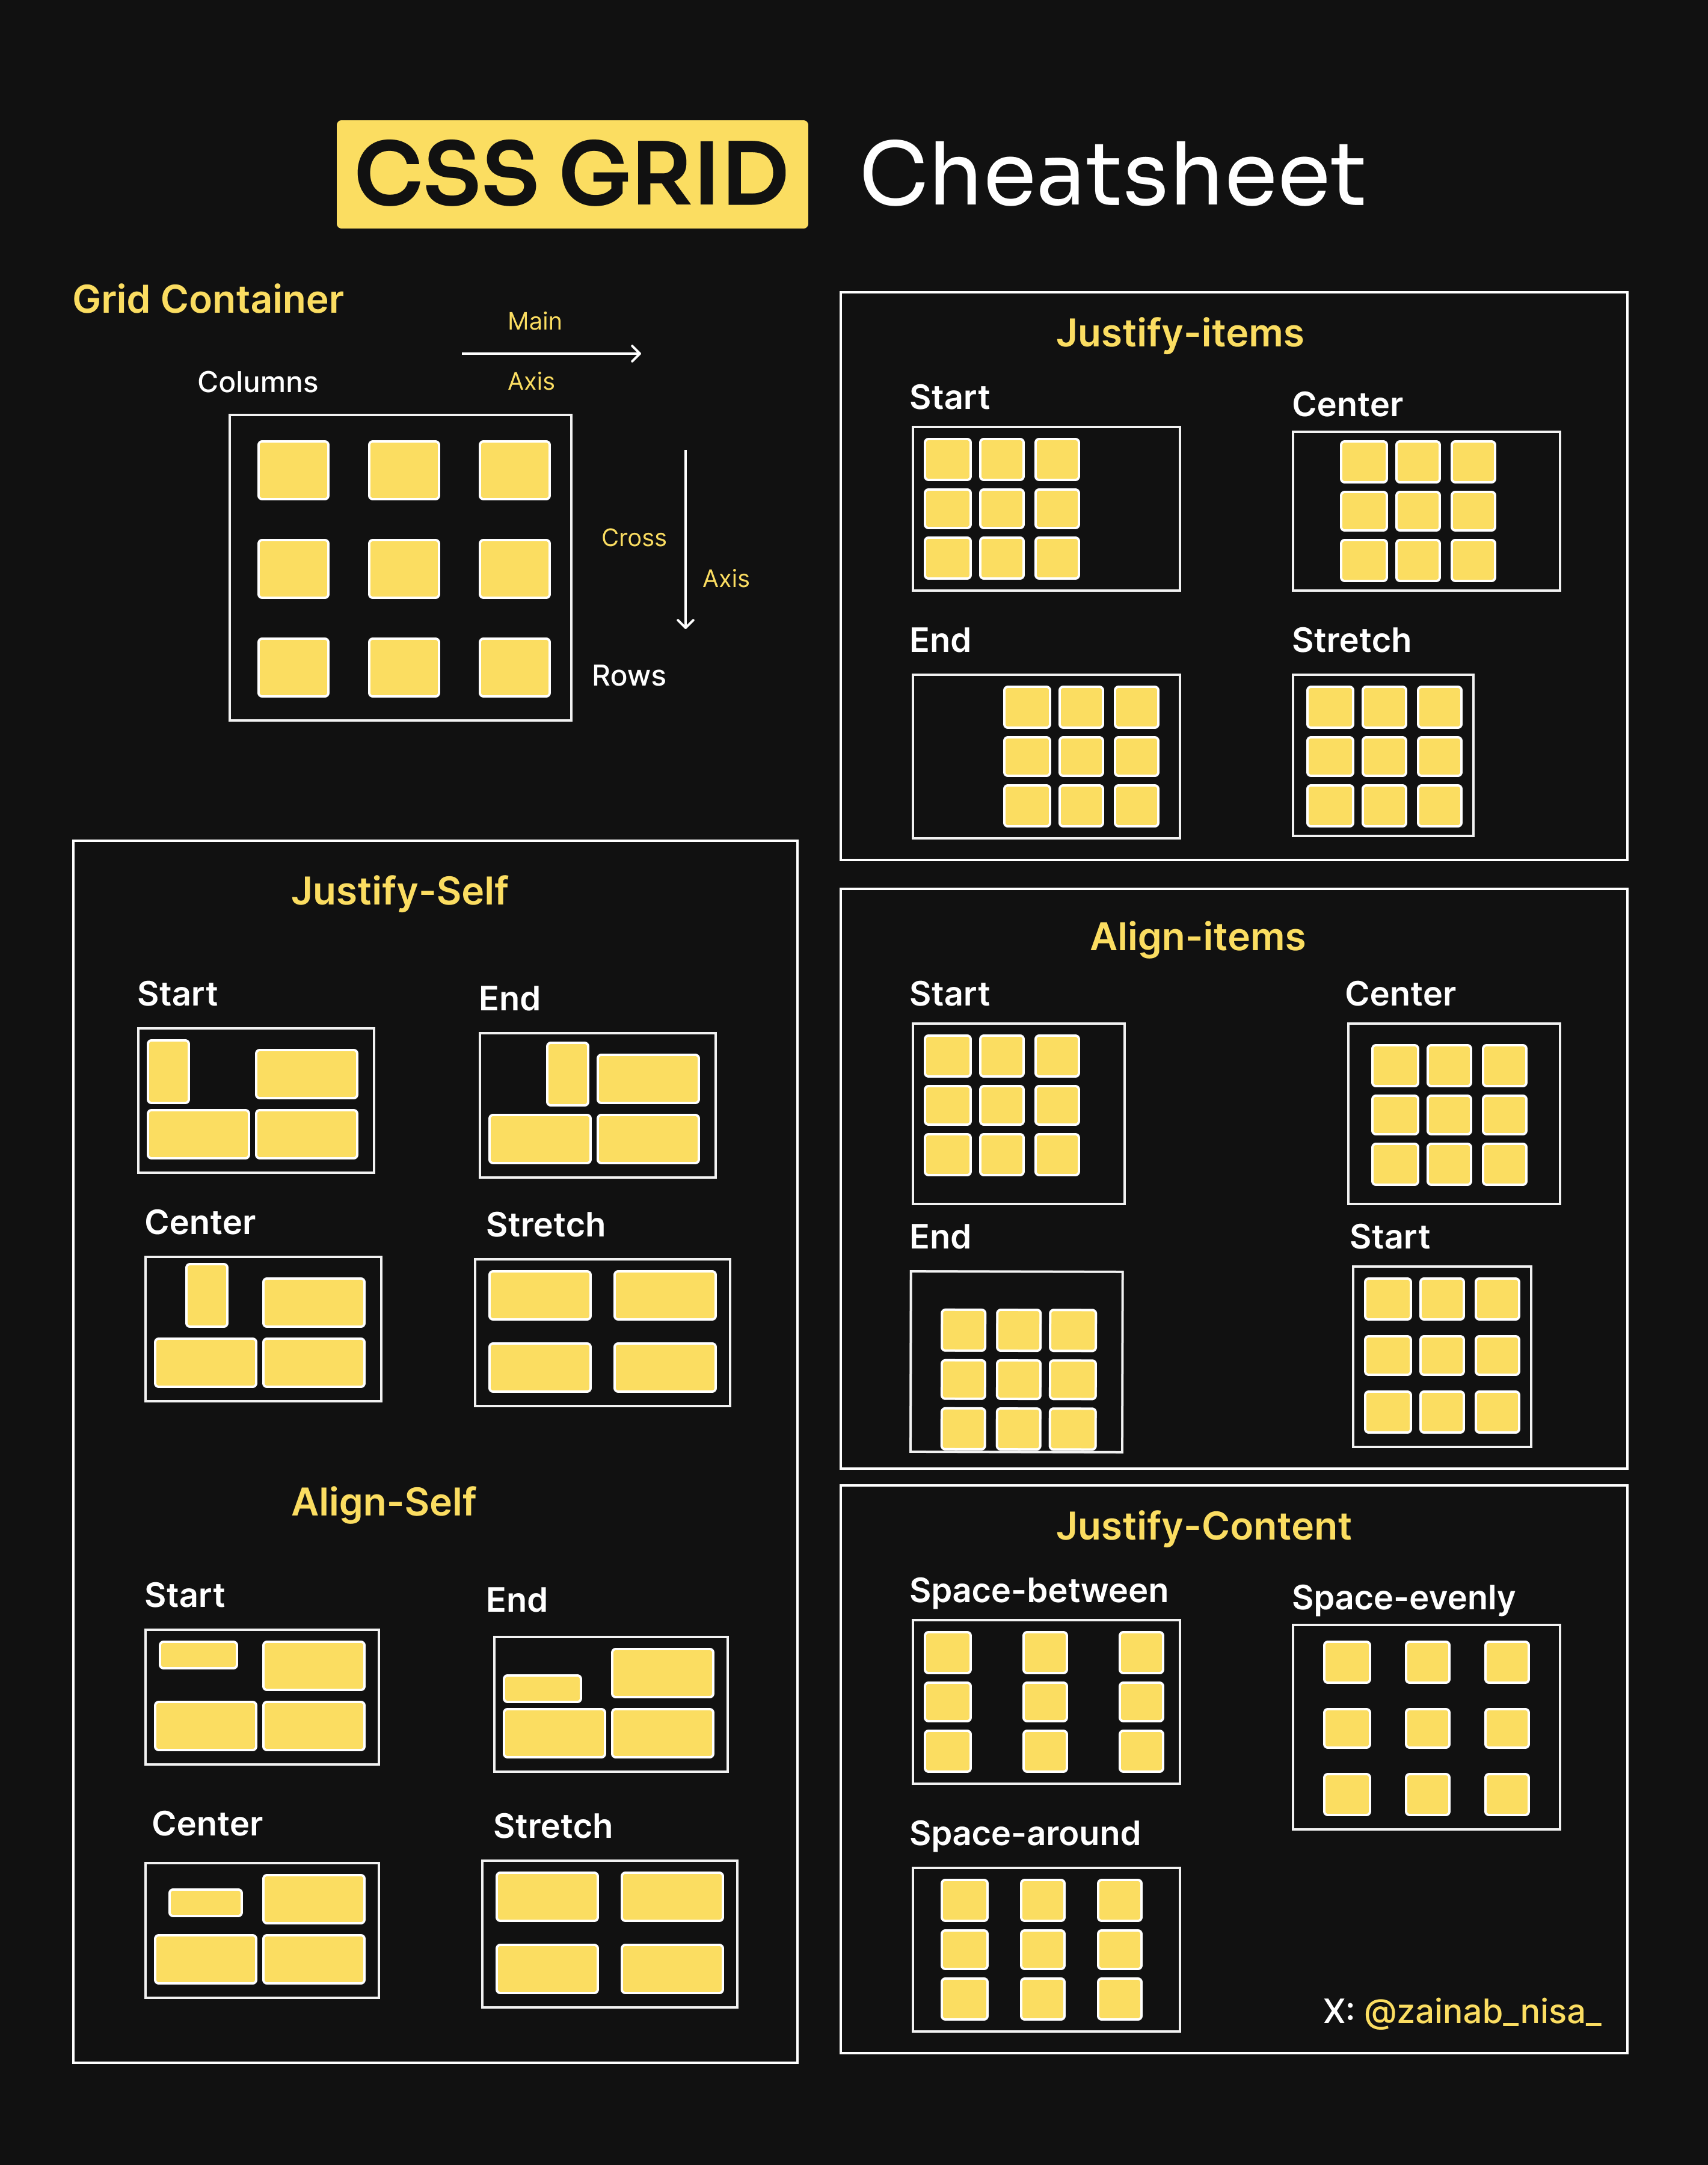 CSS GRID Cheatsheet
Grid Container
Main
Axis
Columns
Cross
Axis
Rows
Justify-items
Start
Center
End
Stretch
Justify-Self
Start
End
Center
Stretch
Align-Self
Start
End
Center
Stretch
Align-items
Start
Center
End
Start
Justify-Content
Space-between
Space-evenly
Space-around
X: @zainab_nisa_